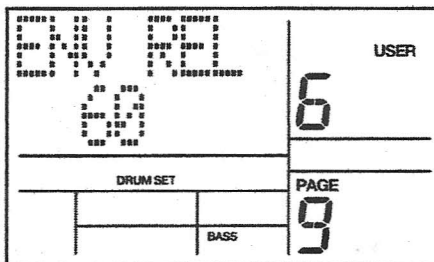 ENV REL
60
USER
6
DRUM SET
BASS
PAGE
9